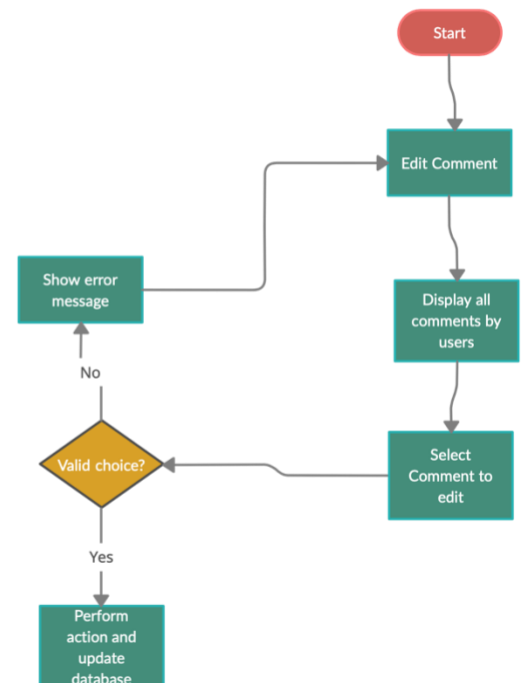 Start
Edit Comment
Display all
comments by
users
Select
Comment to
edit
Valid choice?
No
Show error
message
Yes
Perform
action and
update
database